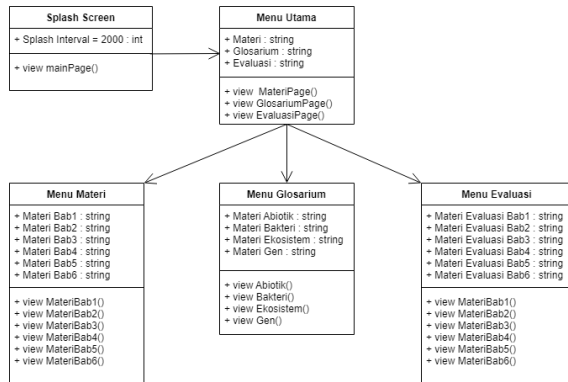 Splash Screen
+ Splash Interval = 2000 : int
+ view mainPage()
Menu Utama
+ Materi : string
+ Glosarium : string
+ Evaluasi : string
+ view MateriPage()
+ view GlosariumPage()
+ view EvaluasiPage()
Menu Materi
+ Materi Bab1 : string
+ Materi Bab2 : string
+ Materi Bab3 : string
+ Materi Bab4 : string
+ Materi Bab5 : string
+ Materi Bab6 : string
+ view MateriBab1()
+ view MateriBab2()
+ view MateriBab3()
+ view MateriBab4()
+ view MateriBab5()
+ view MateriBab6()
Menu Glosarium
+ Materi Abiotik : string
+ Materi Bakteri : string
+ Materi Ekosistem : string
+ Materi Gen : string
+ view Abiotik()
+ view Bakteri()
+ view Ekosistem()
+ view Gen()
Menu Evaluasi
+ Materi Evaluasi Bab1 : string
+ Materi Evaluasi Bab2 : string
+ Materi Evaluasi Bab3 : string
+ Materi Evaluasi Bab4 : string
+ Materi Evaluasi Bab5 : string
+ Materi Evaluasi Bab6 : string
+ view MateriBab1()
+ view MateriBab2()
+ view MateriBab3()
+ view MateriBab4()
+ view MateriBab5()
+ view MateriBab6()